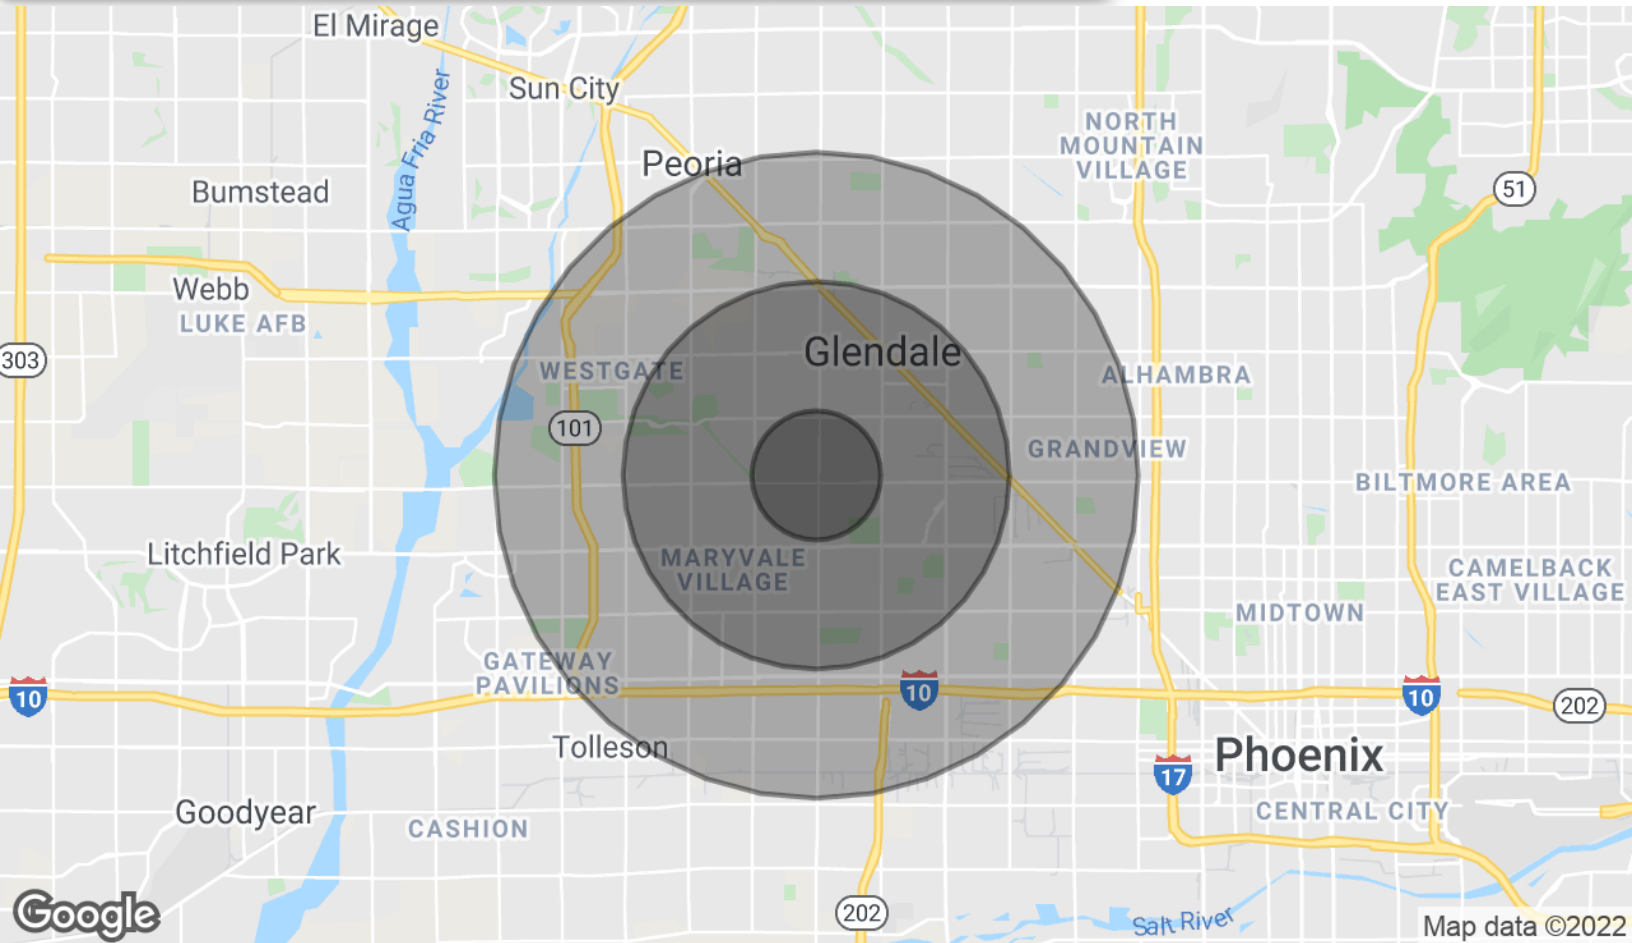 El Mirage
Sun City
Agua Fria River
NORTH
MOUNTAIN
VILLAGE
Peoria
Bumstead
51
Webb
LUKE AFB
303
Glendale
WESTGATE
ALHAMBRA
101
GRANDVIEW
BILTMORE AREA
Litchfield Park
MARYVALE
VILLAGE
CAMELBACK
EAST VILLAGE
MIDTOWN
GATEWAY
PAVILIONS
10
10
10
202
Tolleson
Phoenix
17
Goodyear
CASHION
CENTRAL CITY
Google
202
Salt River
Map data ©2022